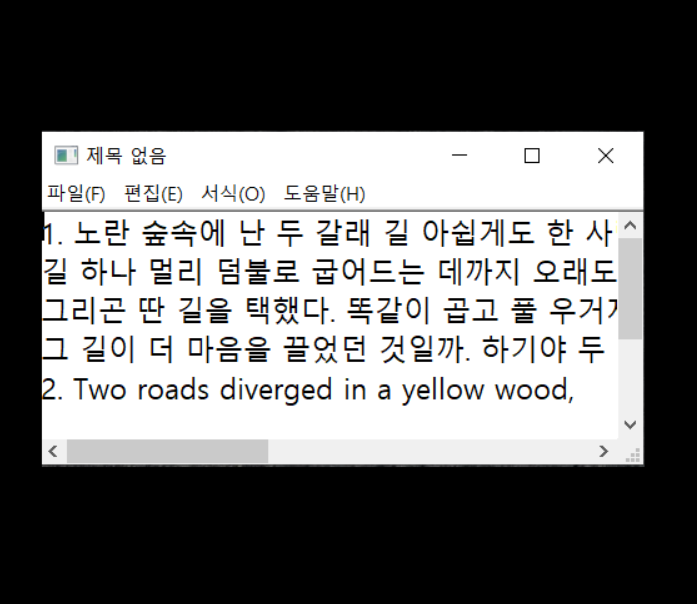 제목 없음
파일(F) 편집(E) 서식(O) 도움말(H)
1. 노란 숲속에 난 두 갈래 길 아쉽게도 한 사
길 하나 멀리 덤불로 굽어드는 데까지 오래도
그리곤 딴 길을 택했다. 똑같이 곱고 풀
그 길이 더 마음을 끌었던 것일까. 하기야 두
2. Two roads diverged in a yellow wood,